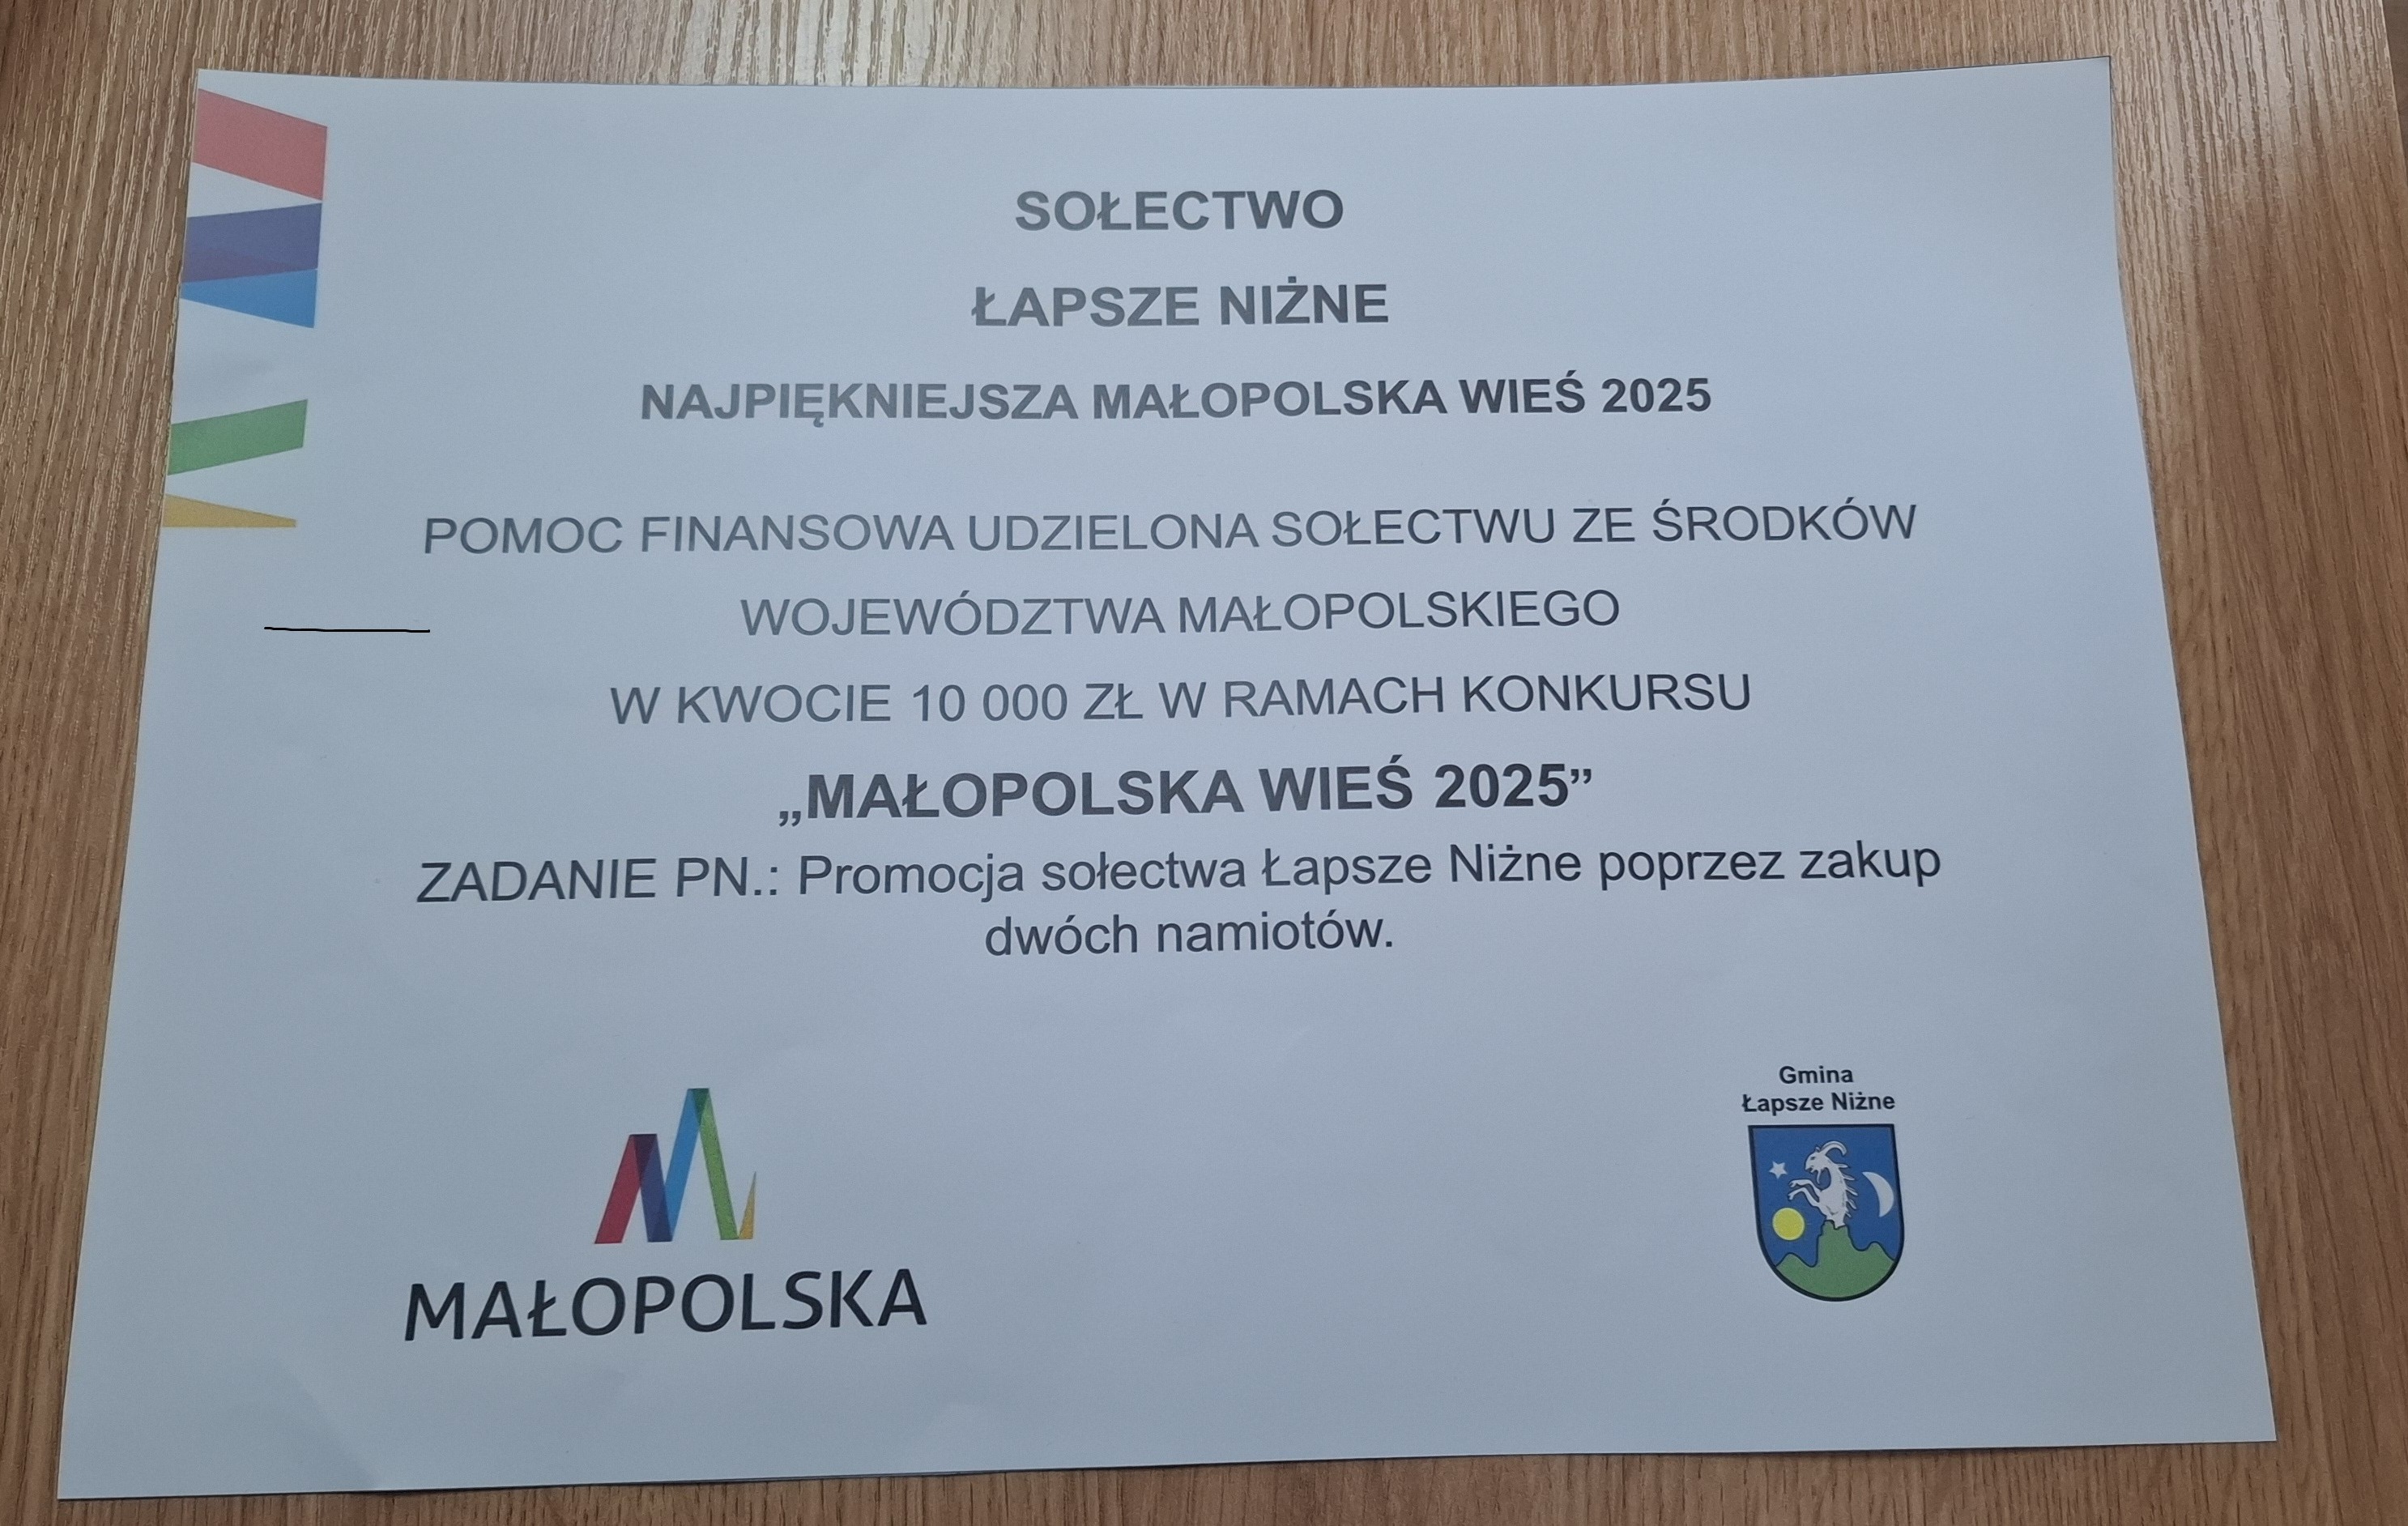 SOŁECTWO
ŁAPSZE NIŻNE
NAJPIĘKNIEJSZA MAŁOPOLSKA WIEŚ 2025
POMOC FINANSOWA UDZIELONA SOŁECTWU ZE ŚRODKÓW
WOJEWÓDZTWA MAŁOPOLSKIEGO
W KWOCIE 10 000 ZŁ W RAMACH KONKURSU
„MAŁOPOLSKA WIEŚ 2025”
ZADANIE PN.: Promocja sołectwa Łapsze Niżne poprzez zakup
dwóch namiotów.
MAŁOPOLSKA
Gmina
Łapsze Niżne